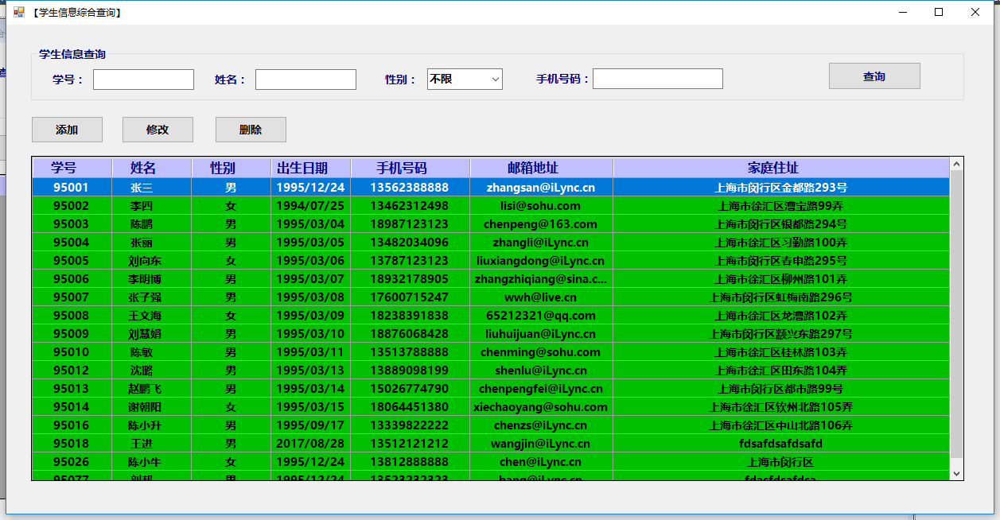 【学生信息综合查询】
学生信息查询
学号： 姓名： 性别： 不限 手机号码： 查询
添加 修改 删除
学号 姓名 性别 出生日期 手机号码 邮箱地址 家庭住址
95001 张三 男 1995/12/24 13562388888 zhangsan@iLync.cn 上海市闵行区金都路293号
95002 李四 女 1994/07/25 13462312498 lisi@sohu.com 上海市徐汇区漕宝路99弄
95003 陈鹏 男 1995/03/04 18987123123 chenpeng@163.com 上海市闵行区银都路294号
95004 张丽 男 1995/03/05 13482034096 zhangli@iLync.cn 上海市徐汇区习勤路100弄
95005 刘向东 女 1995/03/06 13787123123 liuxiangdong@iLync.cn 上海市闵行区春申路295号
95006 李明博 男 1995/03/07 18932178905 zhangzhiqiang@sina.c... 上海市徐汇区柳州路101弄
95007 张子强 男 1995/03/08 17600715247 wwh@live.cn 上海市闵行区虹梅南路296号
95008 王文海 女 1995/03/09 18238391838 65212321@qq.com 上海市徐汇区龙漕路102弄
95009 刘慧娟 男 1995/03/10 18876068428 liuhuijuan@iLync.cn 上海市闵行区颛兴东路297号
95010 陈敏 男 1995/03/11 13513788888 chenming@sohu.com 上海市徐汇区桂林路103弄
95012 沈璐 男 1995/03/13 13889098199 shenlu@iLync.cn 上海市徐汇区田东路104弄
95013 赵鹏飞 男 1995/03/14 15026774790 chenpengfei@iLync.cn 上海市闵行区都市路99号
95014 谢朝阳 女 1995/03/15 18064451380 xiechaoyang@sohu.com 上海市徐汇区钦州北路105弄
95016 陈小升 男 1995/09/17 13339822222 chenzs@iLync.cn 上海市徐汇区中山北路106弄
95018 王进 男 2017/08/28 13512121212 wangjin@iLync.cn fdsafdsafdsafd
95026 陈小牛 女 1995/12/24 13812888888 chen@iLync.cn 上海市闵行区
95077 刘邦 男 1995/12/24 13523232323 bang@iLync.cn